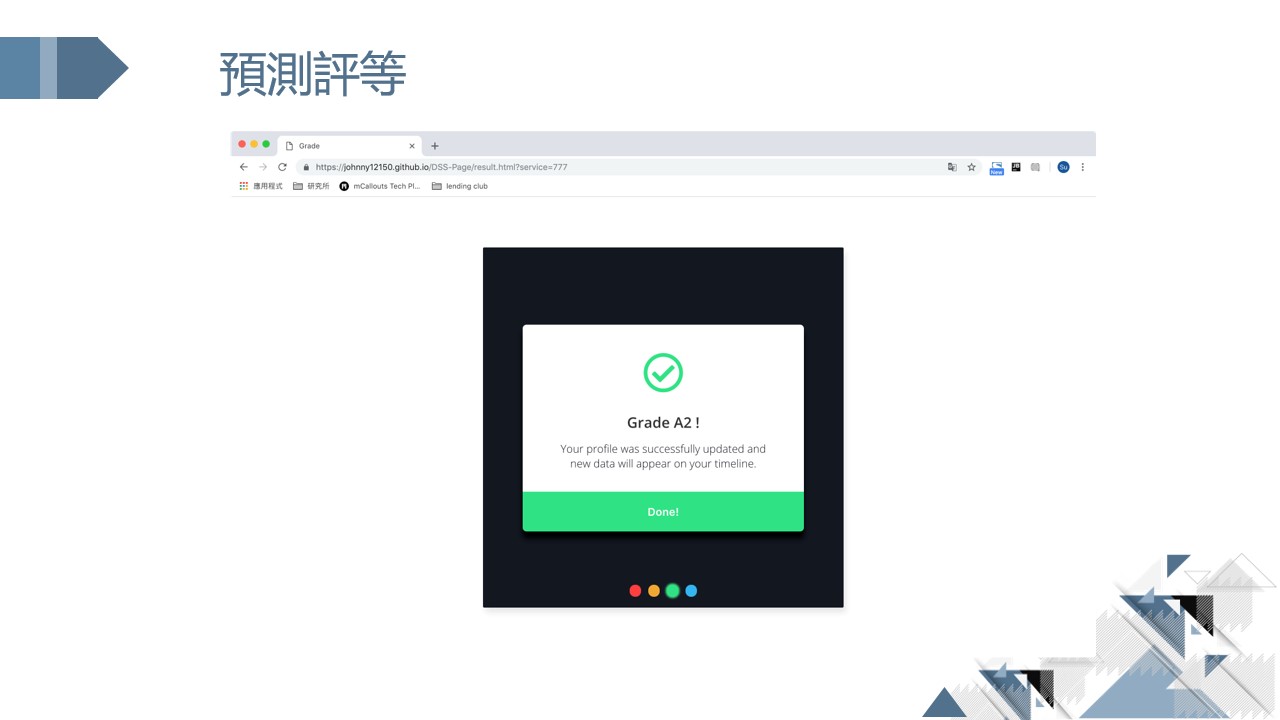 預測評等
Grade
https://johnny12150.github.io/DSS-Page/result.html?service=777
New
Su
應用程式 研究所 mCallouts Tech Pl... lending club
Grade A2 !
Your profile was successfully updated and
new data will appear on your timeline.
Done!